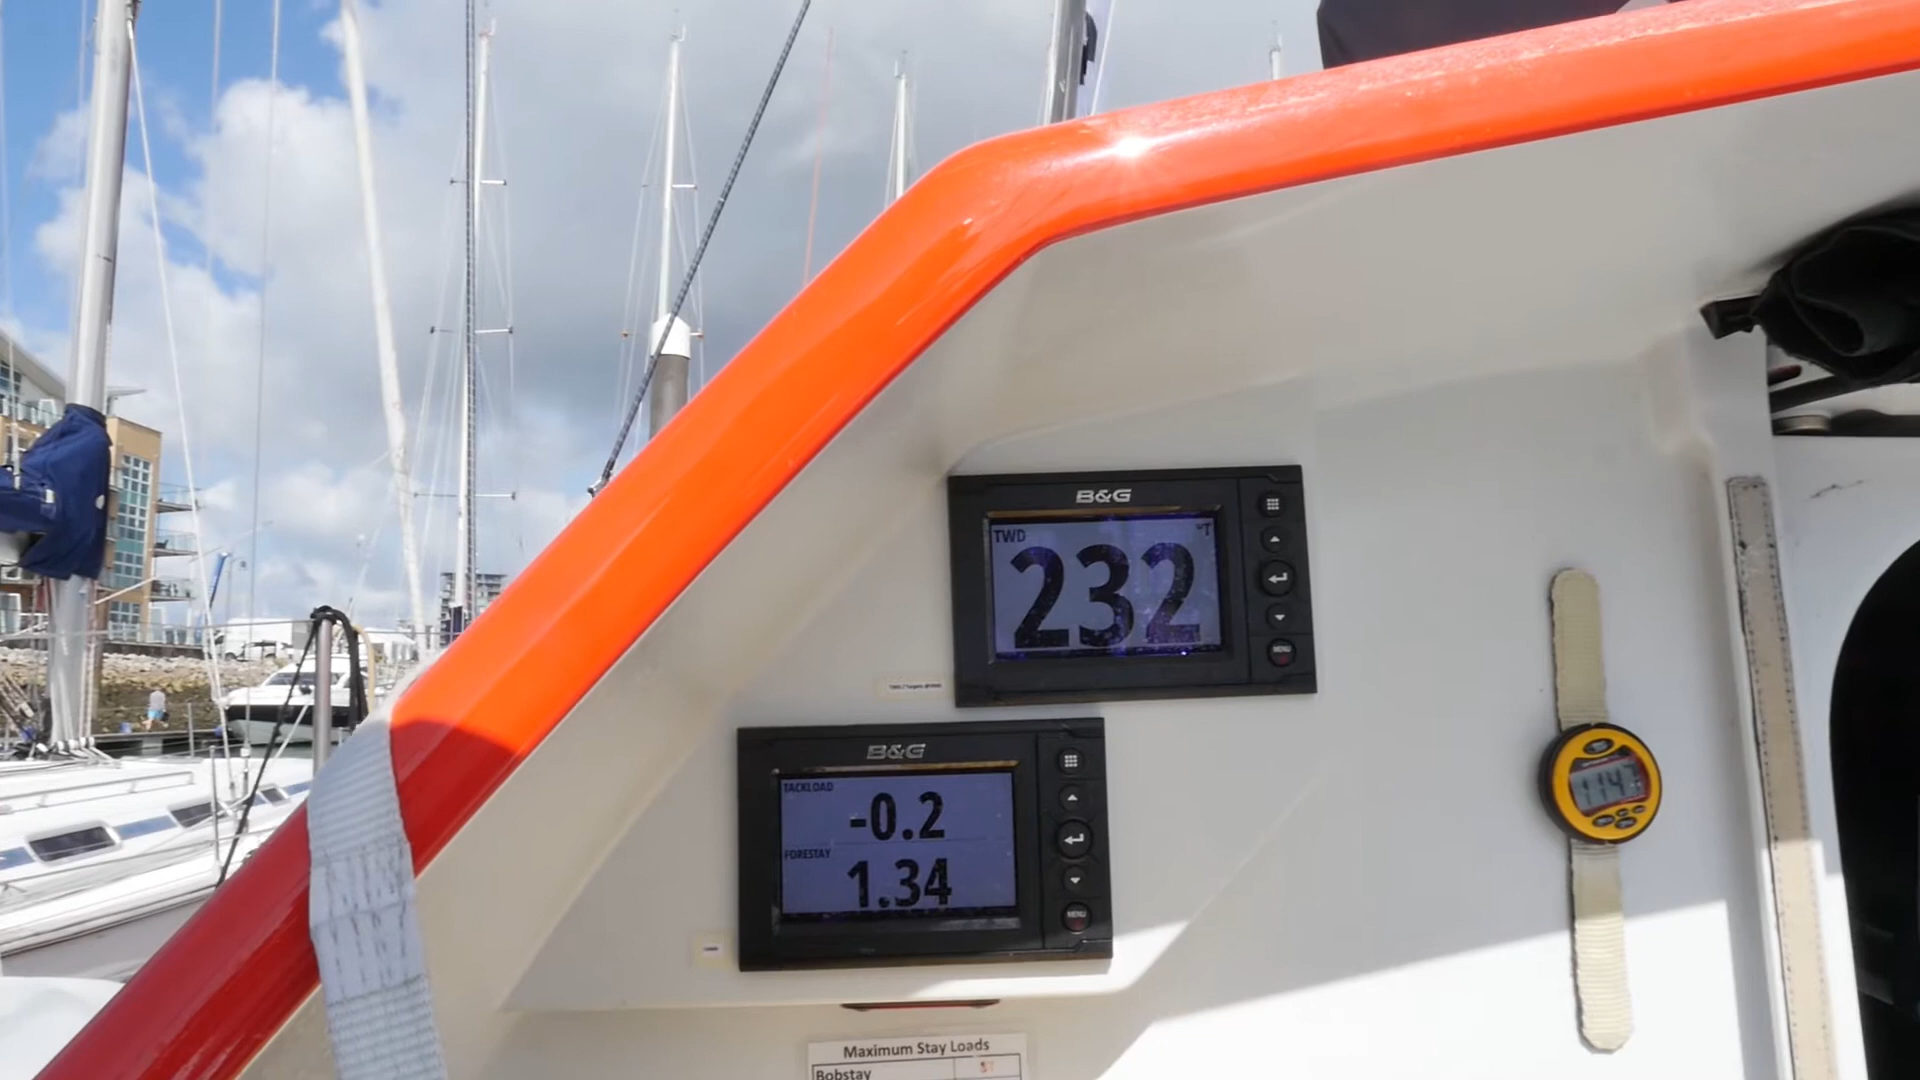 B&G
TWD °T
232
MENU
B&G
TACKLOAD
-0.2
FORESTAY
1.34
MENU
Maximum Stay Loads
Bobstay